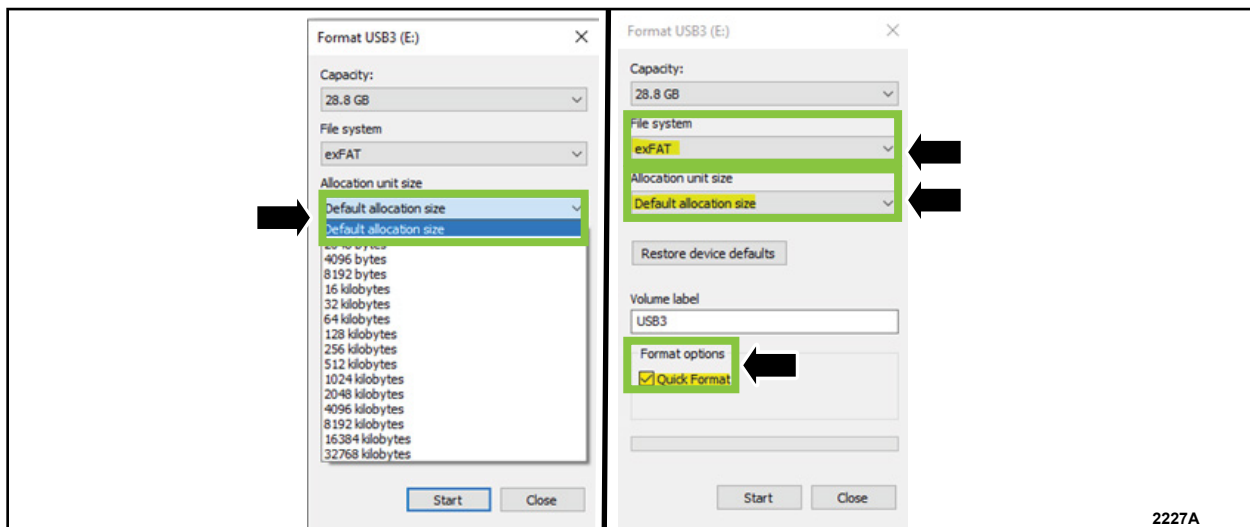 Format USB3 (E:)
Capacity:
28.8 GB
File system
exFAT
Allocation unit size
Default allocation size
Default allocation size
4096 bytes
8192 bytes
16 kilobytes
32 kilobytes
64 kilobytes
128 kilobytes
256 kilobytes
512 kilobytes
1024 kilobytes
2048 kilobytes
4096 kilobytes
8192 kilobytes
16384 kilobytes
32768 kilobytes
Start
Close
Format USB3 (E:)
Capacity:
28.8 GB
File system
exFAT
Allocation unit size
Default allocation size
Restore device defaults
Volume label
USB3
Format options
Quick Format
Start
Close
2227A